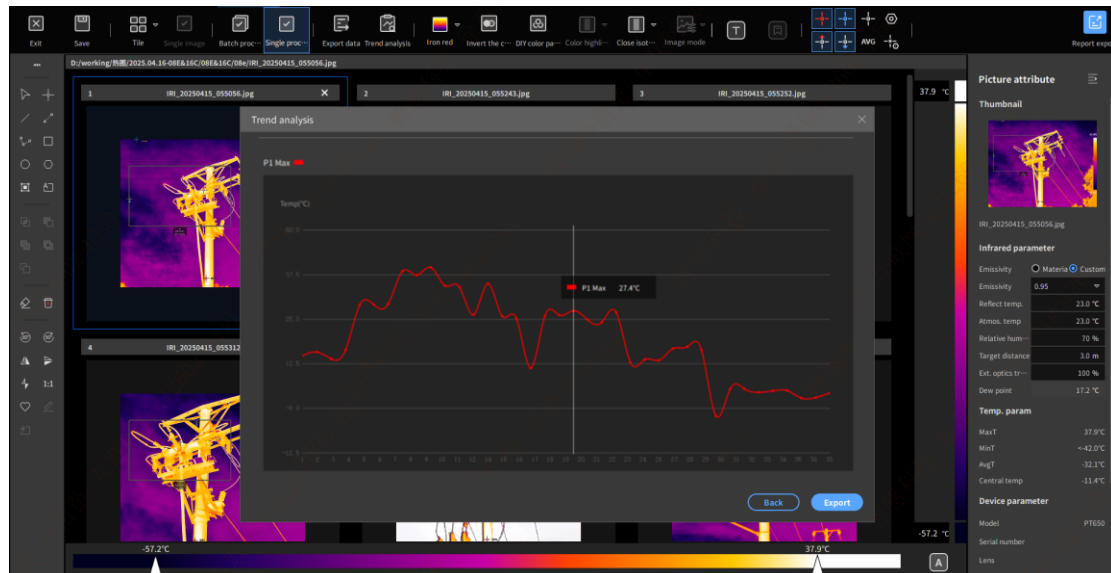 Exit Save Tile Single image Batch proc··· Single proc··· Export data Trend analysis Iron red Invert the c··· DIY color pa··· Color highli··· Close isot··· Image mode T AVG Report expo
D:/working/热图/2025.04.16-08E&16C/08E&16C/08e/IRI_20250415_055056.jpg
1 IRI_20250415_055056.jpg
2 IRI_20250415_055243.jpg
3 IRI_20250415_055252.jpg
37.9 ℃
Trend analysis
P1 Max
Temp(℃)
P1 Max 27.4℃
Back Export
4 IRI_20250415_055312
1:1
-57.2 ℃
-57.2℃ 37.9℃
A
Picture attribute
Thumbnail
IRI_20250415_055056.jpg
Infrared parameter
Emissivity Materia Custom
Emissivity 0.95
Reflect temp. 23.0 ℃
Atmos. temp 23.0 ℃
Relative hum··· 70 %
Target distance 3.0 m
Ext. optics tr··· 100 %
Dew point 17.2 ℃
Temp. param
MaxT 37.9℃
MinT <-42.0℃
AvgT -32.1℃
Central temp -11.4℃
Device parameter
Model PT650
Serial number
Lens